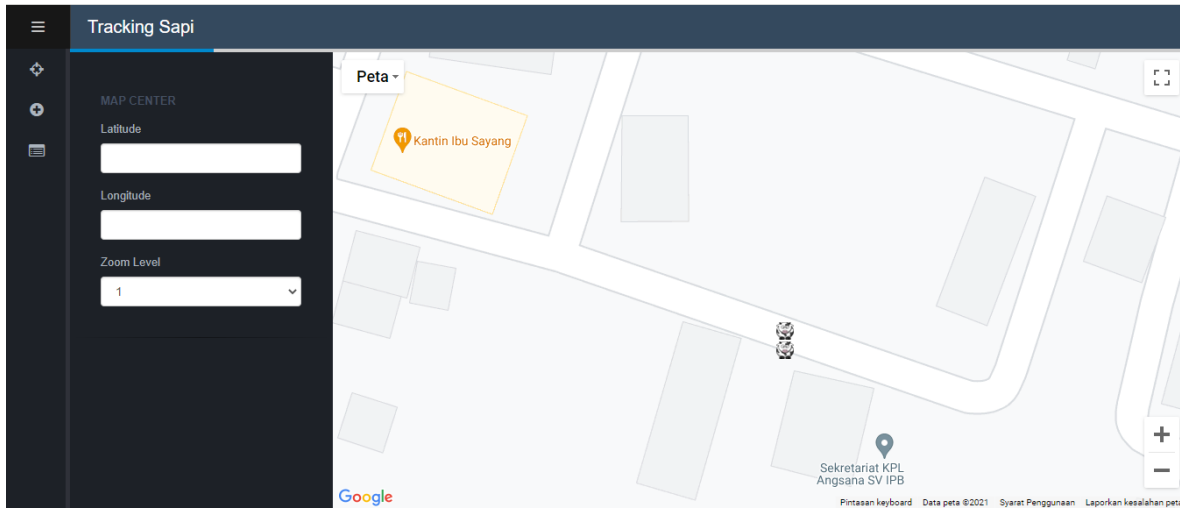 Tracking Sapi
MAP CENTER
Latitude
Longitude
Zoom Level
1
Peta
Kantin Ibu Sayang
Sekretariat KPL
Angsana SV IPB
Google
Pintasan keyboard Data peta ©2021 Syarat Penggunaan Laporkan kesalahan peta